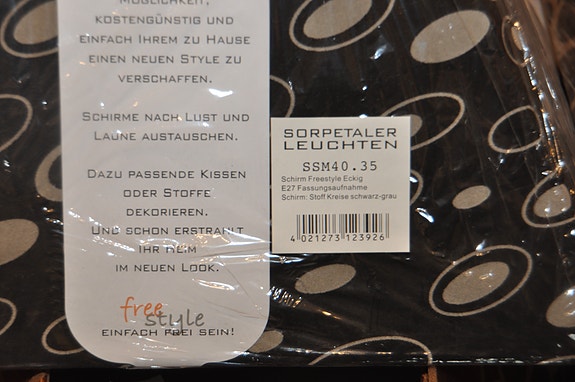 MÖGLICHKEIT,
KOSTENGÜNSTIG UND
EINFACH IHREM ZU HAUSE
EINEN NEUEN STYLE ZU
VERSCHAFFEN.
SCHIRME NACH LUST UND
LAUNE AUSTAUSCHEN.
DAZU PASSENDE KISSEN
ODER STOFFE
DEKORIEREN.
UND SCHON ERSTRAHLT
IHR HEIM
IM NEUEN LOOK.
free
style
EINFACH FREI SEIN!
SORPETALER
LEUCHTEN
SSM40.35
Schirm Freestyle Eckig
E27 Fassungsaufnahme
Schirm: Stoff Kreise schwarz-grau
4 021273 123926